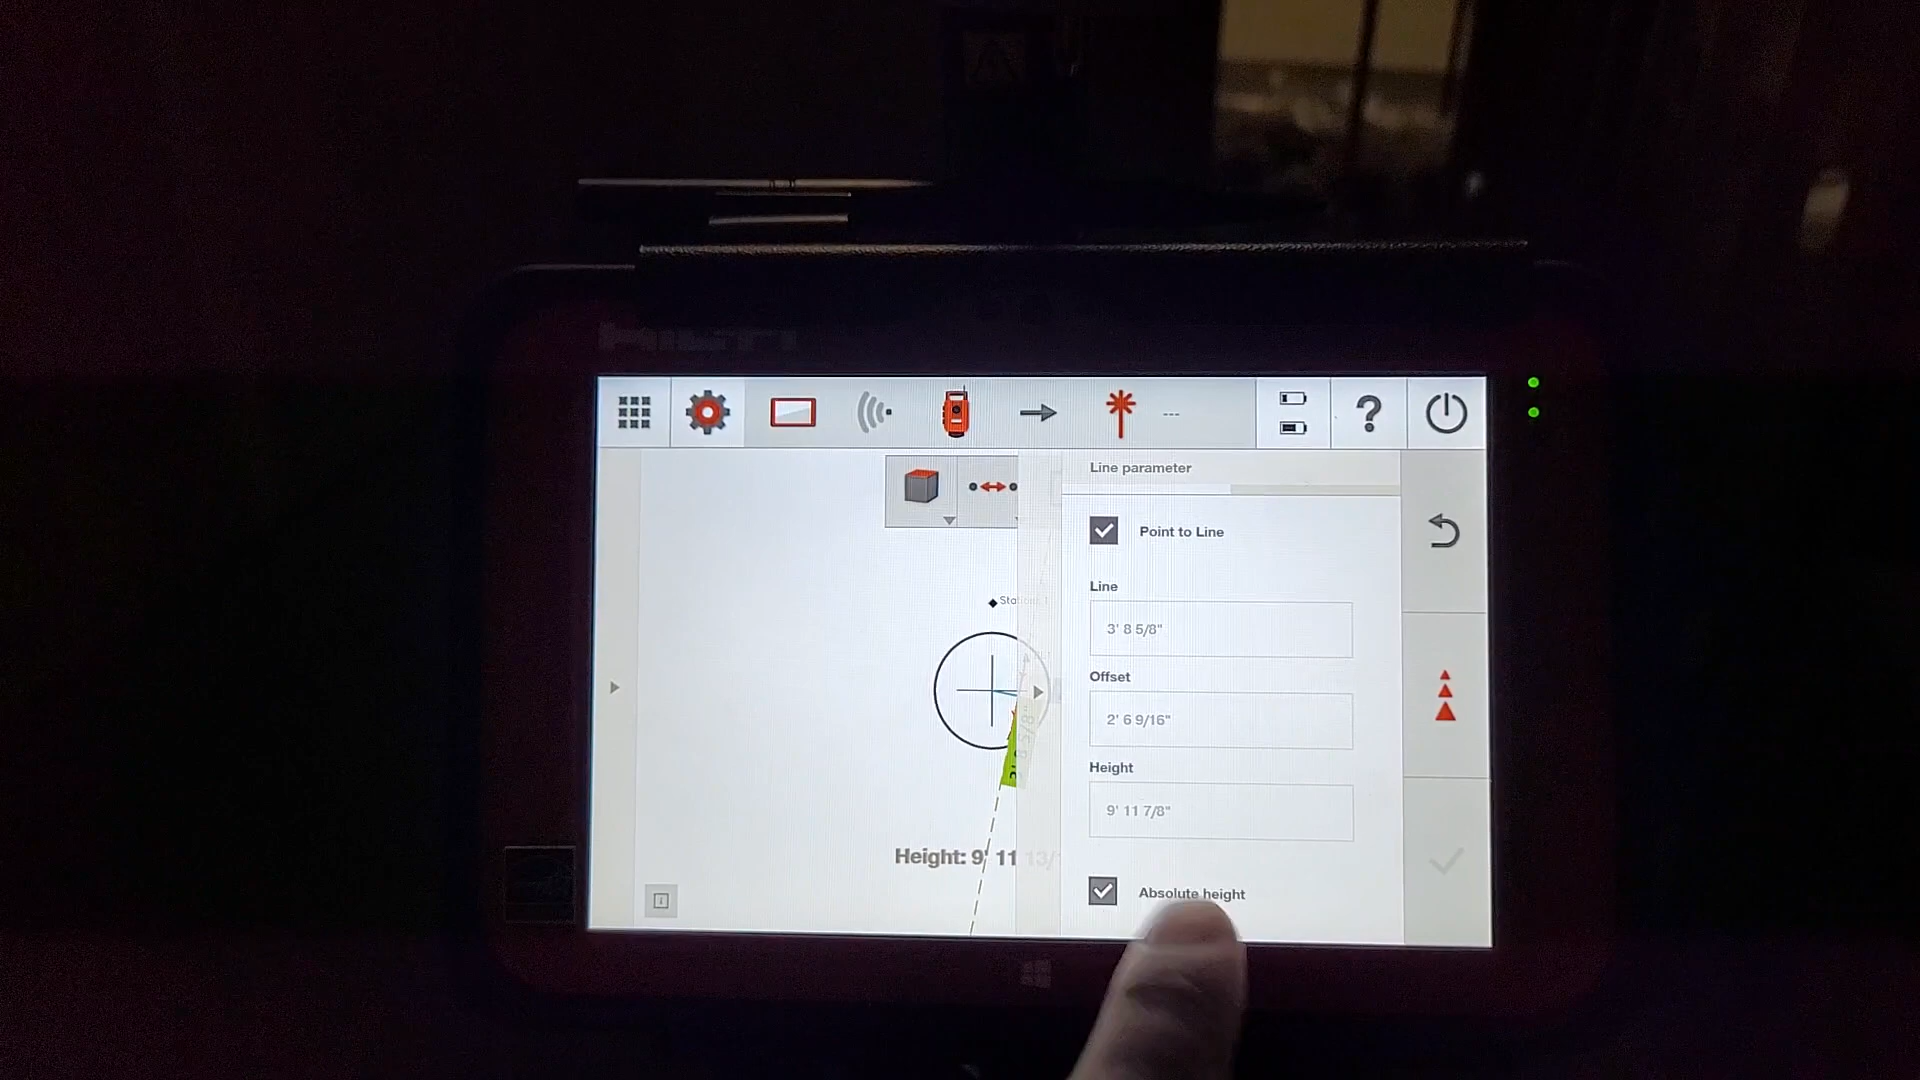 ---
Line parameter
Point to Line
Line
3' 8 5/8"
Offset
2' 6 9/16"
Height
9' 11 7/8"
Absolute height
Height: 9' 11 13/